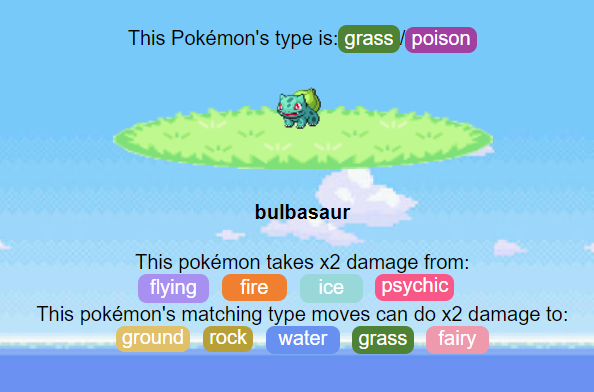 This Pokémon's type is: grass / poison
bulbasaur
This pokémon takes x2 damage from:
flying fire ice psychic
This pokémon's matching type moves can do x2 damage to:
ground rock water grass fairy